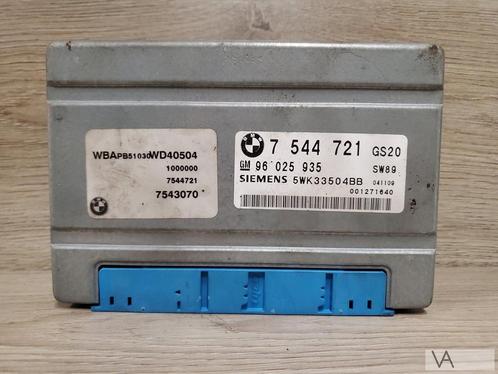 WBAPB51030WD40504
1000000
7544721
7543070
7 544 721 GS20
GM 96 025 935 SW89
SIEMENS 5WK33504BB 041109
001271640
VA